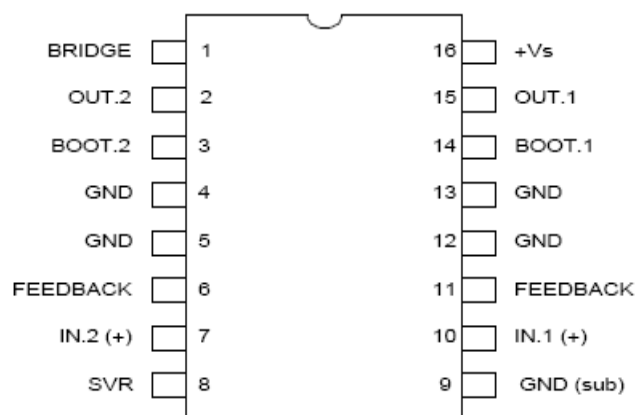 BRIDGE 1 16 +Vs
OUT.2 2 15 OUT.1
BOOT.2 3 14 BOOT.1
GND 4 13 GND
GND 5 12 GND
FEEDBACK 6 11 FEEDBACK
IN.2 (+) 7 10 IN.1 (+)
SVR 8 9 GND (sub)